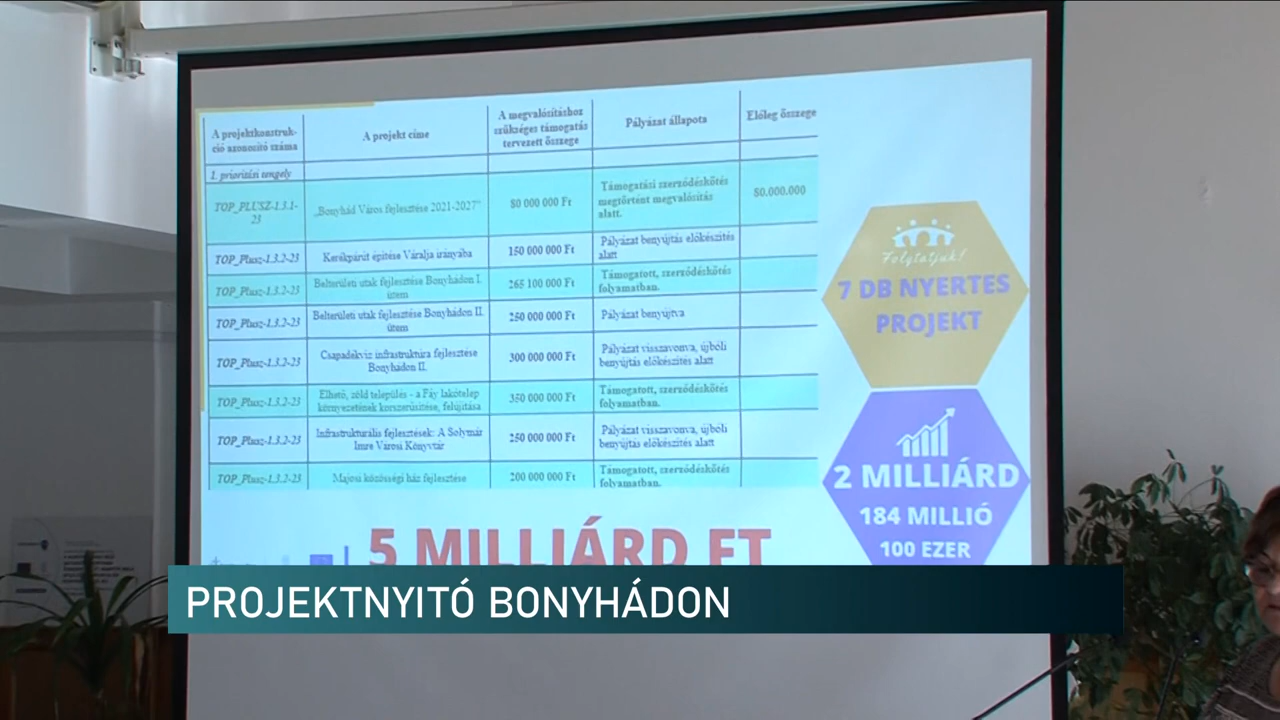 A projektkonstruk-
ció azonosító száma
A projekt címe
A megvalósításhoz
szükséges támogatás
tervezett összege
Pályázat állapota
Előleg összege
1. prioritási tengely
TOP_PLUSZ-1.3.1-
23
„Bonyhád Város fejlesztése 2021-2027”
80 000 000 Ft
Támogatási szerződéskötés
megtörtént megvalósítás
alatt.
80.000.000
TOP_Plusz-1.3.2-23
Kerékpárút építése Váralja irányába
150 000 000 Ft
Pályázat benyújtás előkészítés
alatt
TOP_Plusz-1.3.2-23
Belterületi utak fejlesztése Bonyhádon I.
ütem
265 100 000 Ft
Támogatott, szerződéskötés
folyamatban.
TOP_Plusz-1.3.2-23
Belterületi utak fejlesztése Bonyhádon II.
ütem
250 000 000 Ft
Pályázat benyújtva
TOP_Plusz-1.3.2-23
Csapadékvíz infrastruktúra fejlesztése
Bonyhádon II.
300 000 000 Ft
Pályázat visszavonva, újbóli
benyújtás előkészítés alatt
TOP_Plusz-1.3.2-23
Élhető, zöld település - a Fáy lakótelep
környezetének korszerűsítése, felújítása
350 000 000 Ft
Támogatott, szerződéskötés
folyamatban.
TOP_Plusz-1.3.2-23
Infrastrukturális fejlesztések: A Solymár
Imre Városi Könyvtár
250 000 000 Ft
Pályázat visszavonva, újbóli
benyújtás előkészítés alatt
TOP_Plusz-1.3.2-23
Majosi közösségi ház fejlesztése
200 000 000 Ft
Támogatott, szerződéskötés
folyamatban.
Folytatjuk!
7 DB NYERTES
PROJEKT
2 MILLIÁRD
184 MILLIÓ
100 EZER
5 MILLIÁRD FT
PROJEKTNYITÓ BONYHÁDON